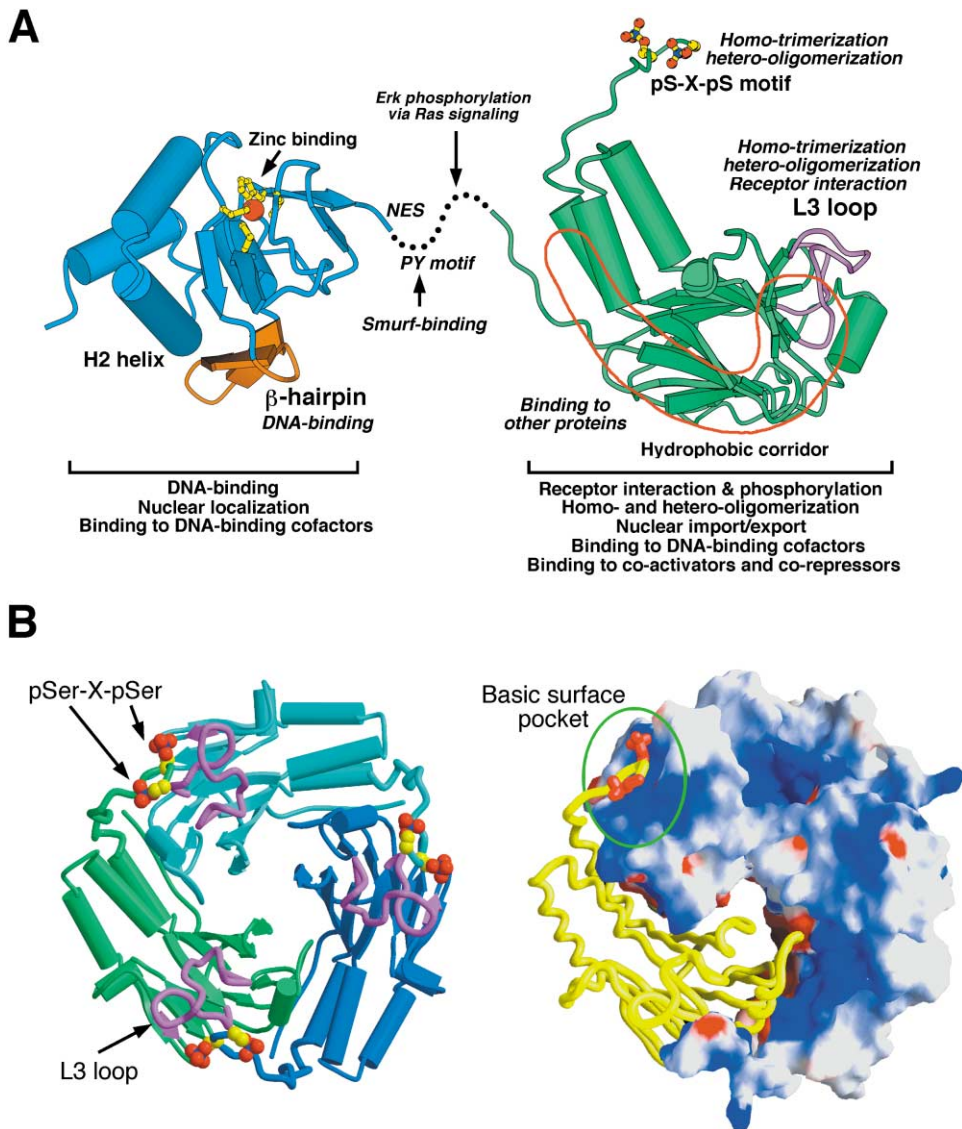 A
Homo-trimerization
hetero-oligomerization
pS-X-pS motif
Erk phosphorylation
via Ras signaling
Zinc binding
Homo-trimerization
hetero-oligomerization
Receptor interaction
L3 loop
NES
PY motif
Smurf-binding
H2 helix
β-hairpin
DNA-binding
Binding to
other proteins
Hydrophobic corridor
DNA-binding
Nuclear localization
Binding to DNA-binding cofactors
Receptor interaction & phosphorylation
Homo- and hetero-oligomerization
Nuclear import/export
Binding to DNA-binding cofactors
Binding to co-activators and co-repressors
B
pSer-X-pSer
L3 loop
Basic surface
pocket